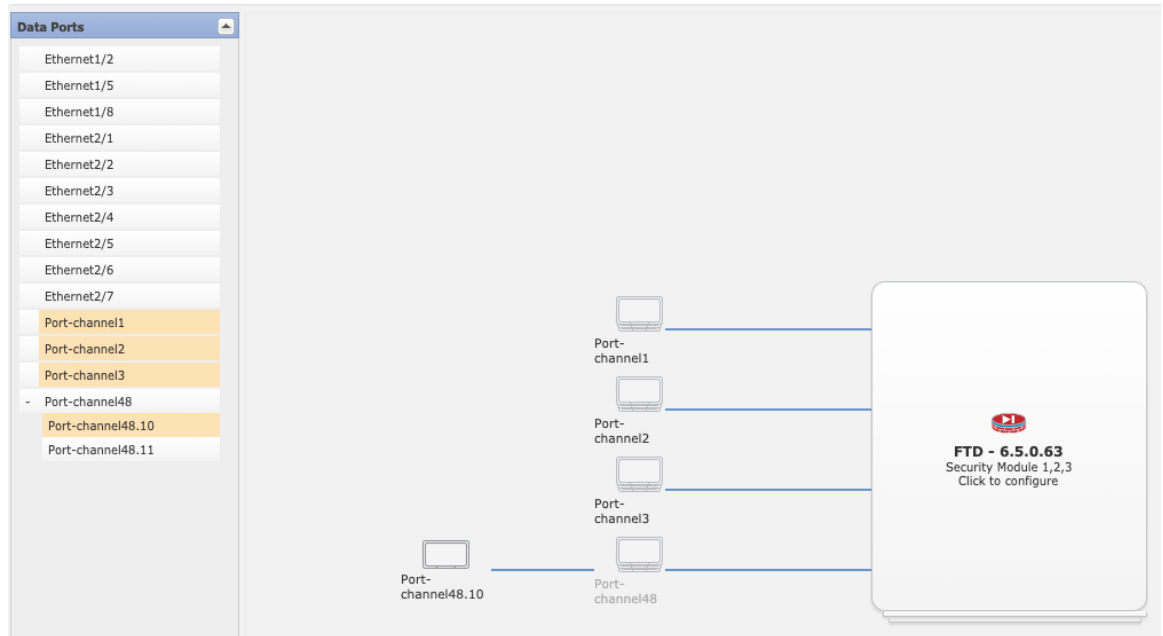 Data Ports
Ethernet1/2
Ethernet1/5
Ethernet1/8
Ethernet2/1
Ethernet2/2
Ethernet2/3
Ethernet2/4
Ethernet2/5
Ethernet2/6
Ethernet2/7
Port-channel1
Port-channel2
Port-channel3
- Port-channel48
Port-channel48.10
Port-channel48.11
Port-
channel1
Port-
channel2
Port-
channel3
Port-
channel48.10
Port-
channel48
FTD - 6.5.0.63
Security Module 1,2,3
Click to configure